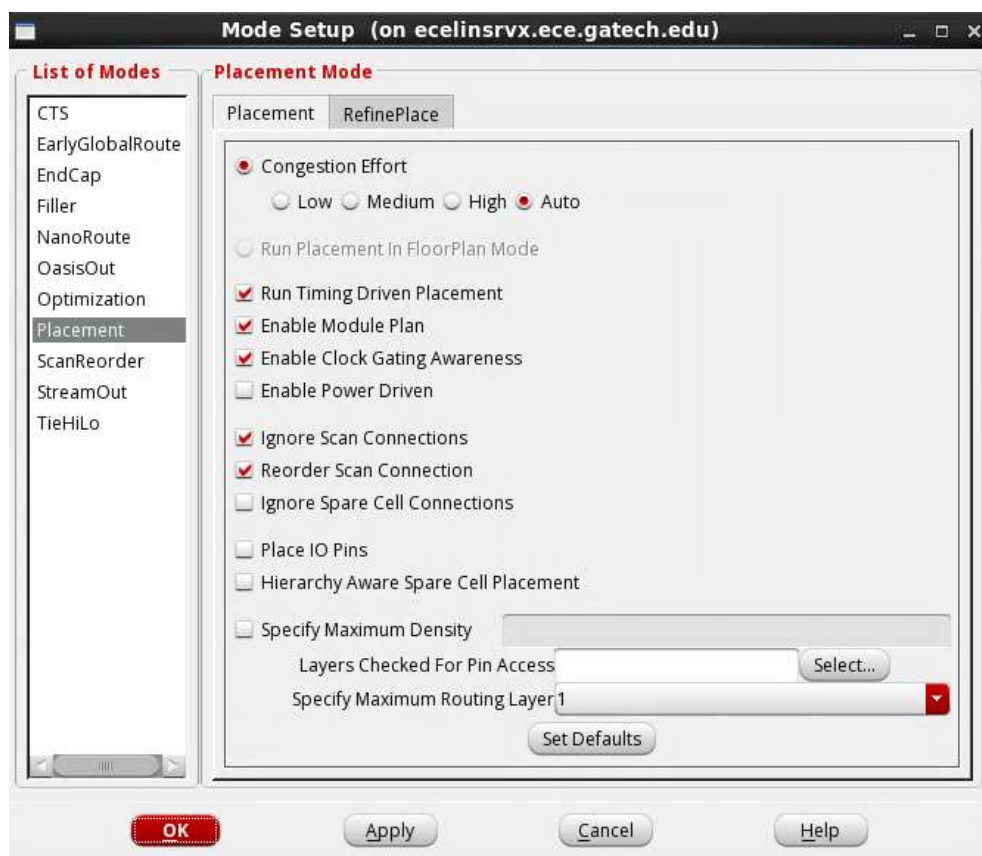 Mode Setup (on ecelinsrvx.ece.gatech.edu)
List of Modes
CTS
EarlyGlobalRoute
EndCap
Filler
NanoRoute
OasisOut
Optimization
Placement
ScanReorder
StreamOut
TieHiLo
Placement Mode
Placement RefinePlace
Congestion Effort
Low Medium High Auto
Run Placement In FloorPlan Mode
Run Timing Driven Placement
Enable Module Plan
Enable Clock Gating Awareness
Enable Power Driven
Ignore Scan Connections
Reorder Scan Connection
Ignore Spare Cell Connections
Place IO Pins
Hierarchy Aware Spare Cell Placement
Specify Maximum Density
Layers Checked For Pin Access Select...
Specify Maximum Routing Layer 1
Set Defaults
OK Apply Cancel Help